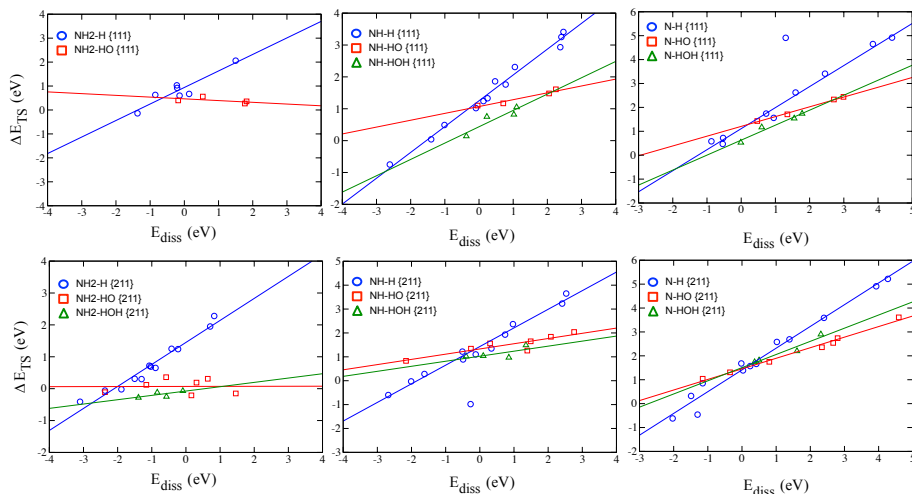 4
3
2
1
0
-1
-2
-3
-4
-4 -3 -2 -1 0 1 2 3 4
NH2-H {111}
NH2-HO {111}
ΔE_TS (eV)
E_diss (eV)
4
3
2
1
0
-1
-2
-4 -3 -2 -1 0 1 2 3 4
NH-H {111}
NH-HO {111}
NH-HOH {111}
E_diss (eV)
6
5
4
3
2
1
0
-1
-2
-3 -2 -1 0 1 2 3 4 5
N-H {111}
N-HO {111}
N-HOH {111}
E_diss (eV)
4
3
2
1
0
-1
-2
-4 -3 -2 -1 0 1 2 3 4
NH2-H {211}
NH2-HO {211}
NH2-HOH {211}
ΔE_TS (eV)
E_diss (eV)
5
4
3
2
1
0
-1
-2
-3
-4 -3 -2 -1 0 1 2 3 4
NH-H {211}
NH-HO {211}
NH-HOH {211}
E_diss (eV)
6
5
4
3
2
1
0
-1
-2
-3 -2 -1 0 1 2 3 4 5
N-H {211}
N-HO {211}
N-HOH {211}
E_diss (eV)